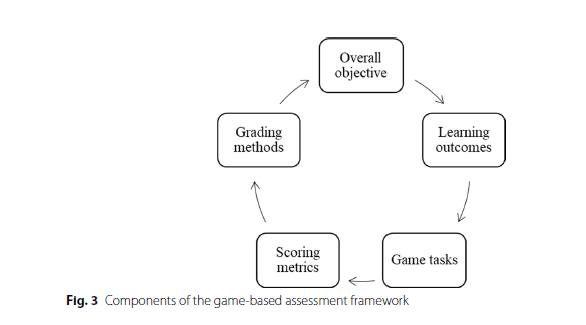 Overall
objective
Grading
methods
Learning
outcomes
Scoring
metrics
Game tasks
Fig. 3 Components of the game-based assessment framework